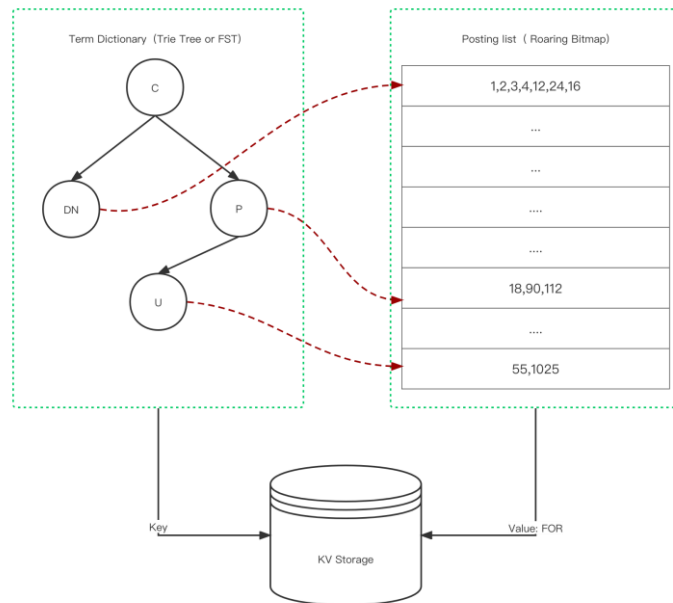 Term Dictionary（Trie Tree or FST)
Posting list （ Roaring Bitmap)
C
1,2,3,4,12,24,16
...
...
DN
P
....
....
U
18,90,112
....
55,1025
Key
Value: FOR
KV Storage